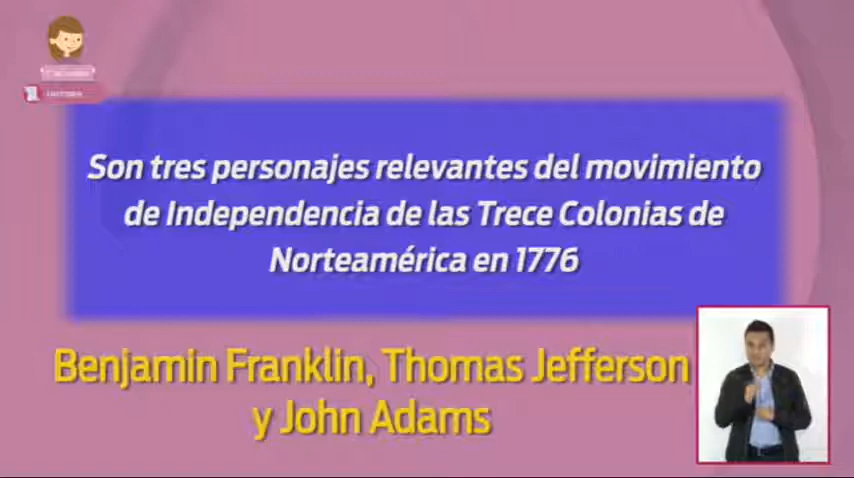 Son tres personajes relevantes del movimiento
de Independencia de las Trece Colonias de
Norteamérica en 1776
Benjamin Franklin, Thomas Jefferson
y John Adams